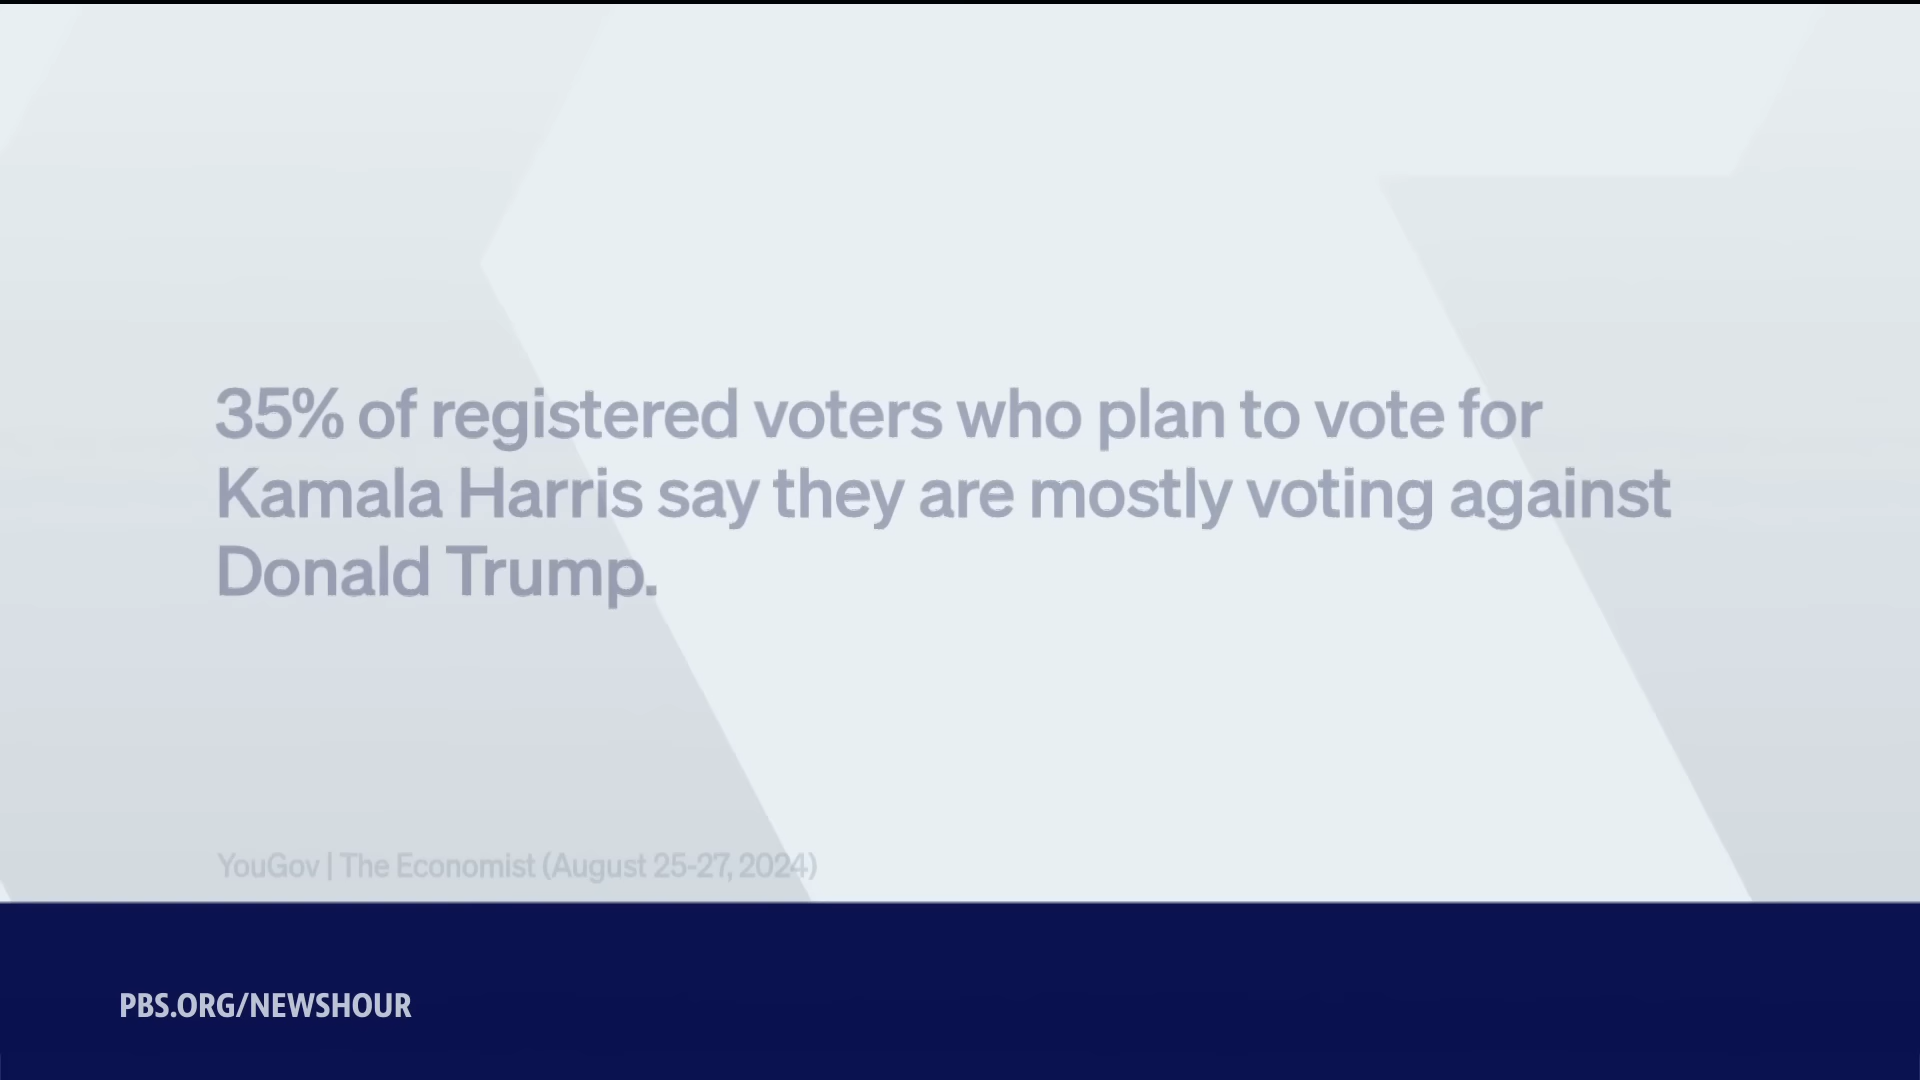 35% of registered voters who plan to vote for
Kamala Harris say they are mostly voting against
Donald Trump.
YouGov | The Economist (August 25-27, 2024)
PBS.ORG/NEWSHOUR